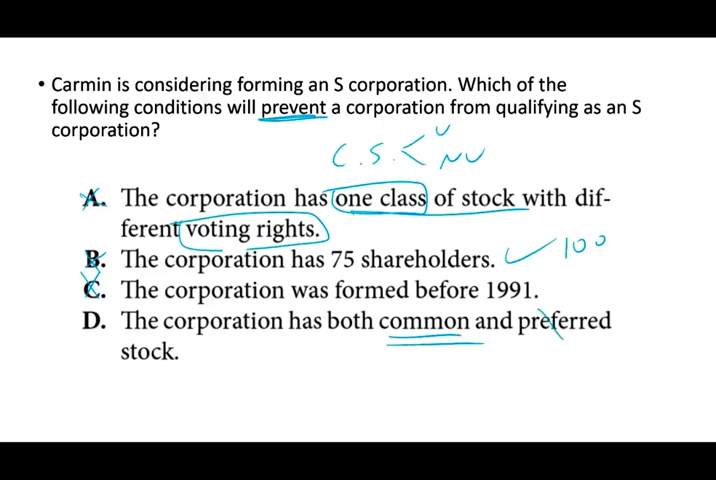 • Carmin is considering forming an S corporation. Which of the
following conditions will prevent a corporation from qualifying as an S
corporation?
C.S. < V
NV
A. The corporation has one class of stock with dif-
ferent voting rights.
B. The corporation has 75 shareholders. ✓ 100
C. The corporation was formed before 1991.
D. The corporation has both common and preferred
stock.